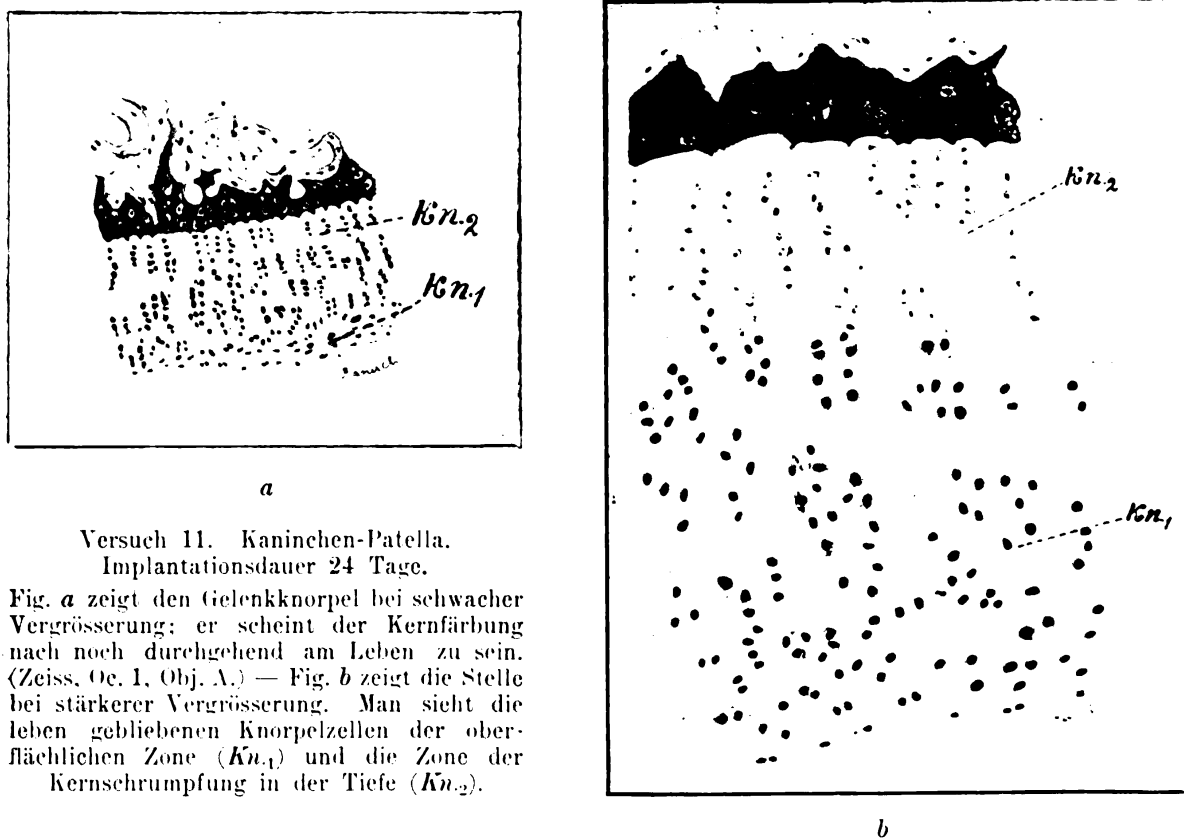 Kn.2
Kn.1
a
Versuch 11. Kaninchen-Patella.
Implantationsdauer 24 Tage.
Fig. a zeigt den Gelenkknorpel bei schwacher
Vergrösserung; er scheint der Kernfärbung
nach noch durchgehend am Leben zu sein.
(Zeiss, Oc. 1, Obj. A.) — Fig. b zeigt die Stelle
bei stärkerer Vergrösserung. Man sieht die
leben gebliebenen Knorpelzellen der ober-
flächlichen Zone (Kn.1) und die Zone der
Kernschrumpfung in der Tiefe (Kn.2).
Kn.2
Kn.1
b